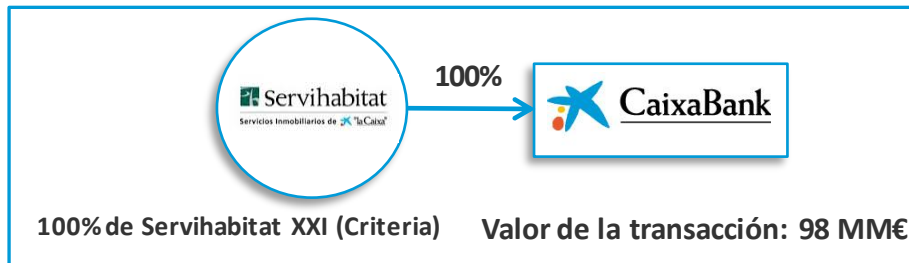 100%
Servihabitat
Servicios Inmobiliarios de "la Caixa"
CaixaBank
100% de Servihabitat XXI (Criteria)
Valor de la transacción: 98 MM€